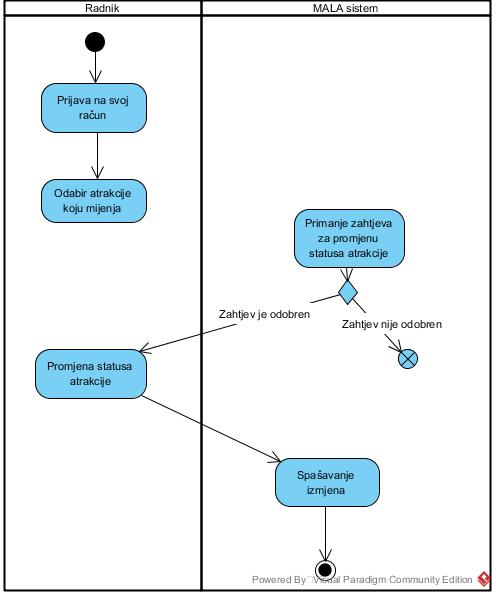 Radnik
MALA sistem
Prijava na svoj
račun
Odabir atrakcije
koju mijenja
Primanje zahtjeva
za promjenu
statusa atrakcije
Zahtjev je odobren
Zahtjev nije odobren
Promjena statusa
atrakcije
Spašavanje
izmjena
Powered By Visual Paradigm Community Edition